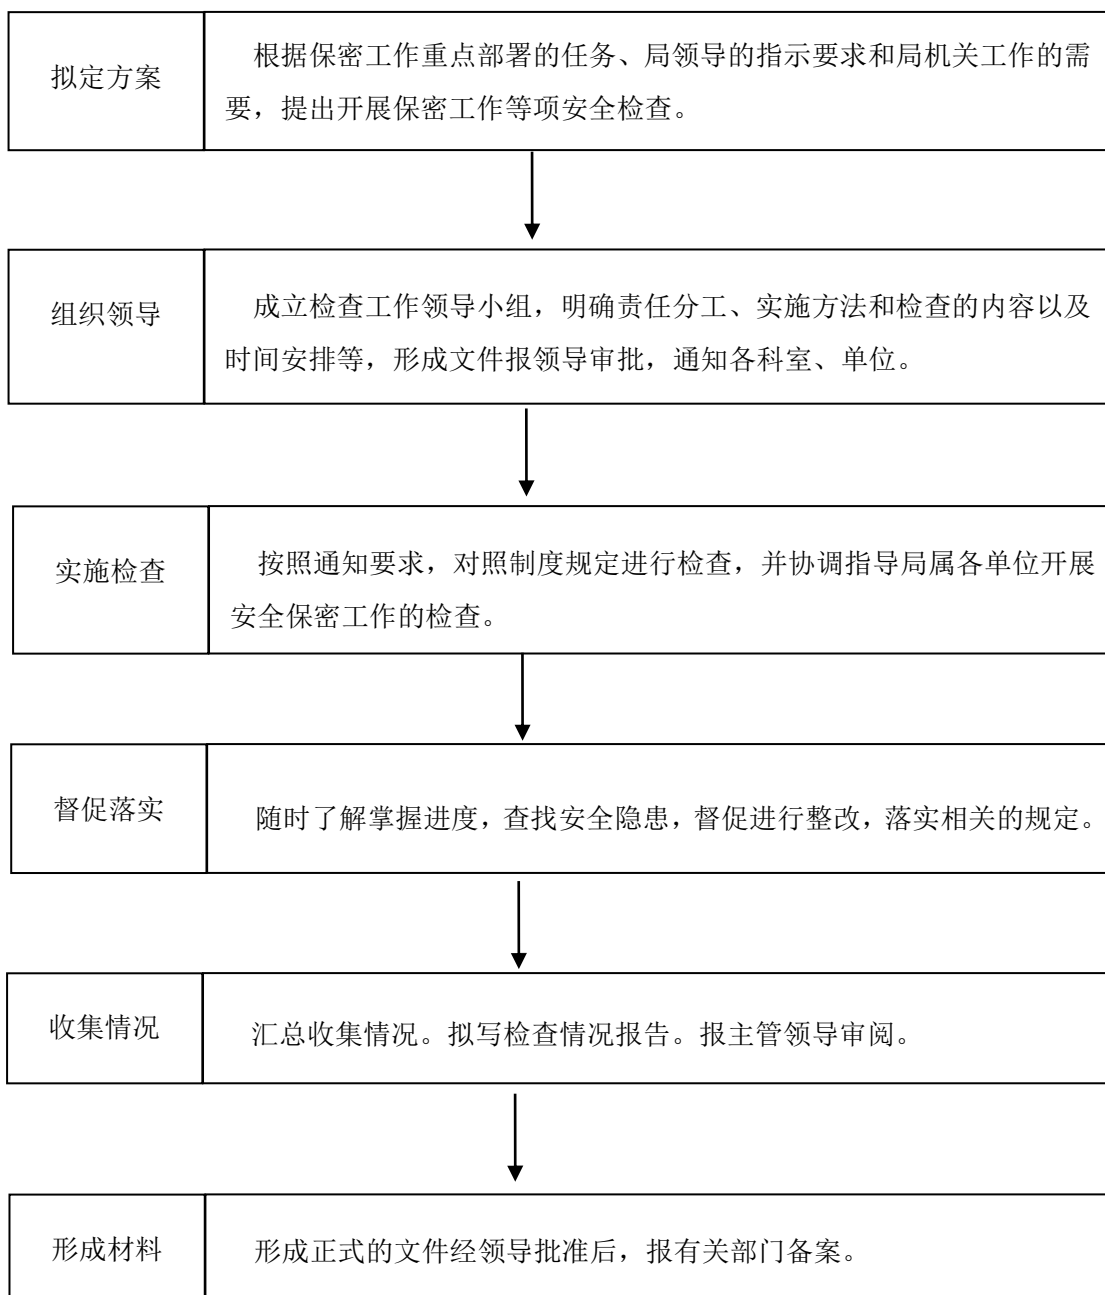 拟定方案
根据保密工作重点部署的任务、局领导的指示要求和局机关工作的需
要，提出开展保密工作等项安全检查。
组织领导
成立检查工作领导小组，明确责任分工、实施方法和检查的内容以及
时间安排等，形成文件报领导审批，通知各科室、单位。
实施检查
按照通知要求，对照制度规定进行检查，并协调指导局属各单位开展
安全保密工作的检查。
督促落实
随时了解掌握进度，查找安全隐患，督促进行整改，落实相关的规定。
收集情况
汇总收集情况。拟写检查情况报告。报主管领导审阅。
形成材料
形成正式的文件经领导批准后，报有关部门备案。